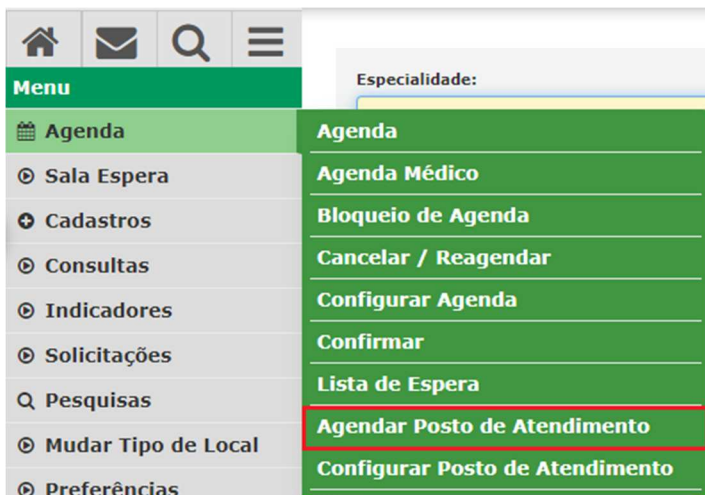 Especialidade:
Menu
Agenda
Sala Espera
Cadastros
Consultas
Indicadores
Solicitações
Pesquisas
Mudar Tipo de Local
Preferências
Agenda
Agenda Médico
Bloqueio de Agenda
Cancelar / Reagendar
Configurar Agenda
Confirmar
Lista de Espera
Agendar Posto de Atendimento
Configurar Posto de Atendimento